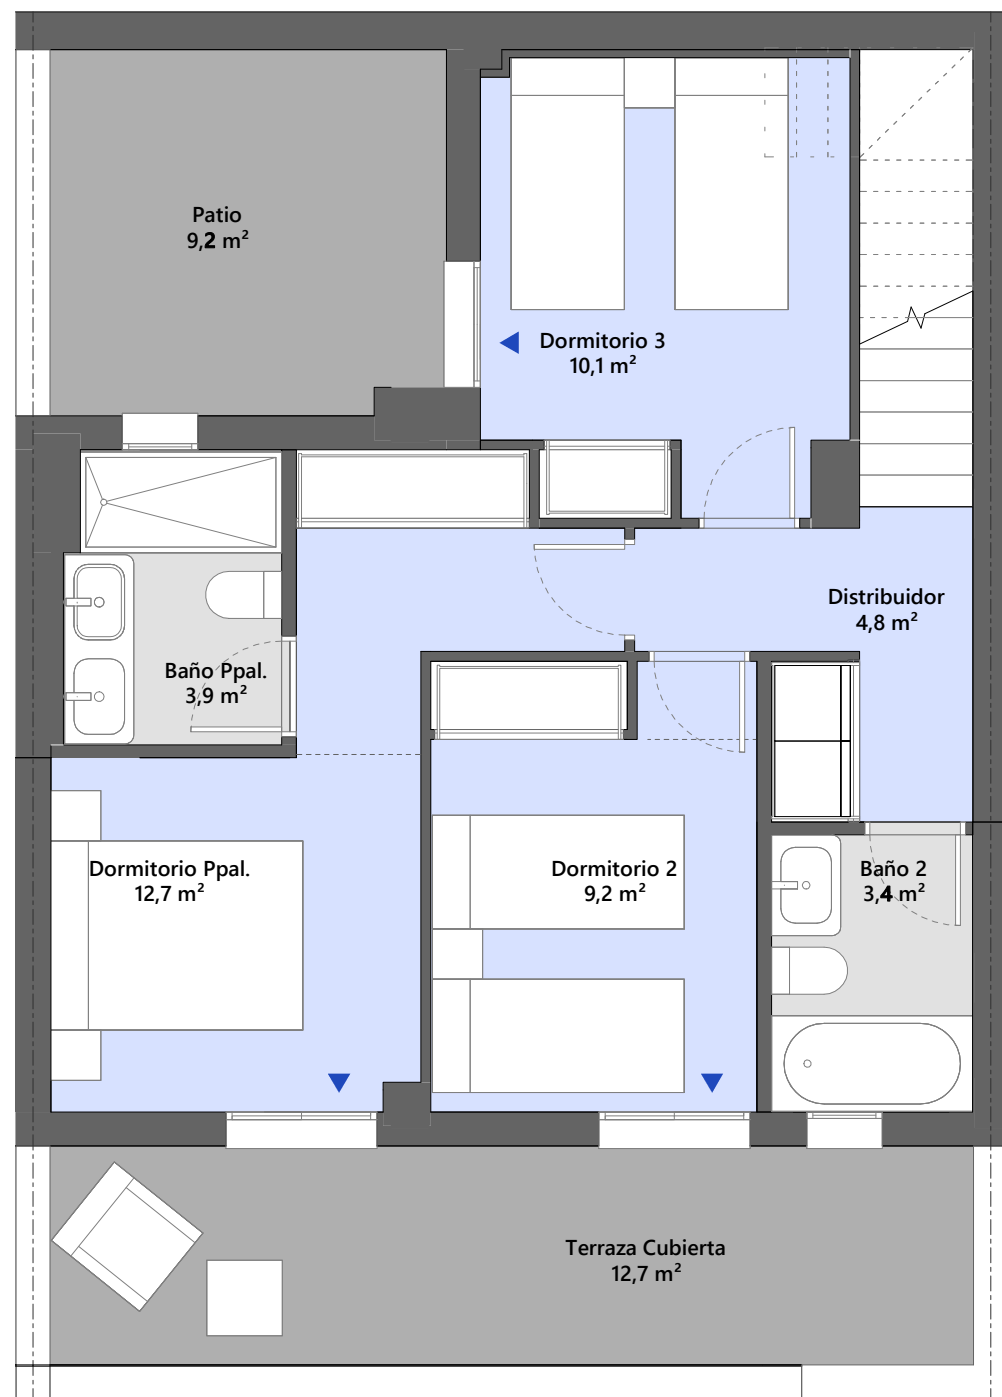 Patio
9,2 m²
Dormitorio 3
10,1 m²
Distribuidor
4,8 m²
Baño Ppal.
3,9 m²
Dormitorio Ppal.
12,7 m²
Dormitorio 2
9,2 m²
Baño 2
3,4 m²
Terraza Cubierta
12,7 m²